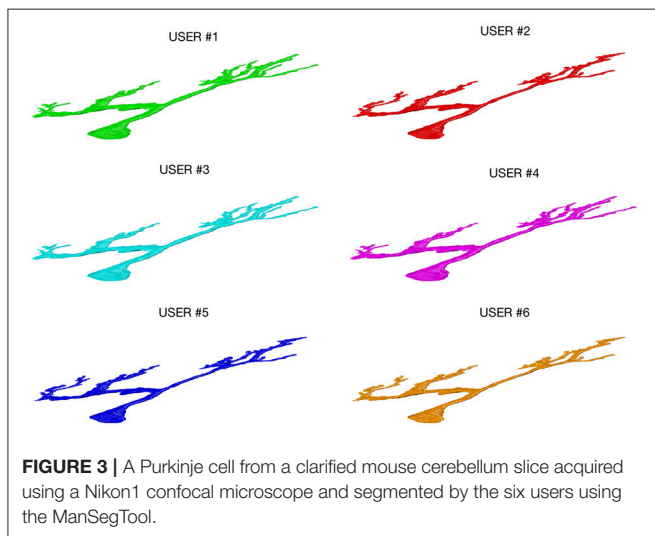 USER #1
USER #2
USER #3
USER #4
USER #5
USER #6
FIGURE 3 | A Purkinje cell from a clarified mouse cerebellum slice acquired
using a Nikon1 confocal microscope and segmented by the six users using
the ManSegTool.